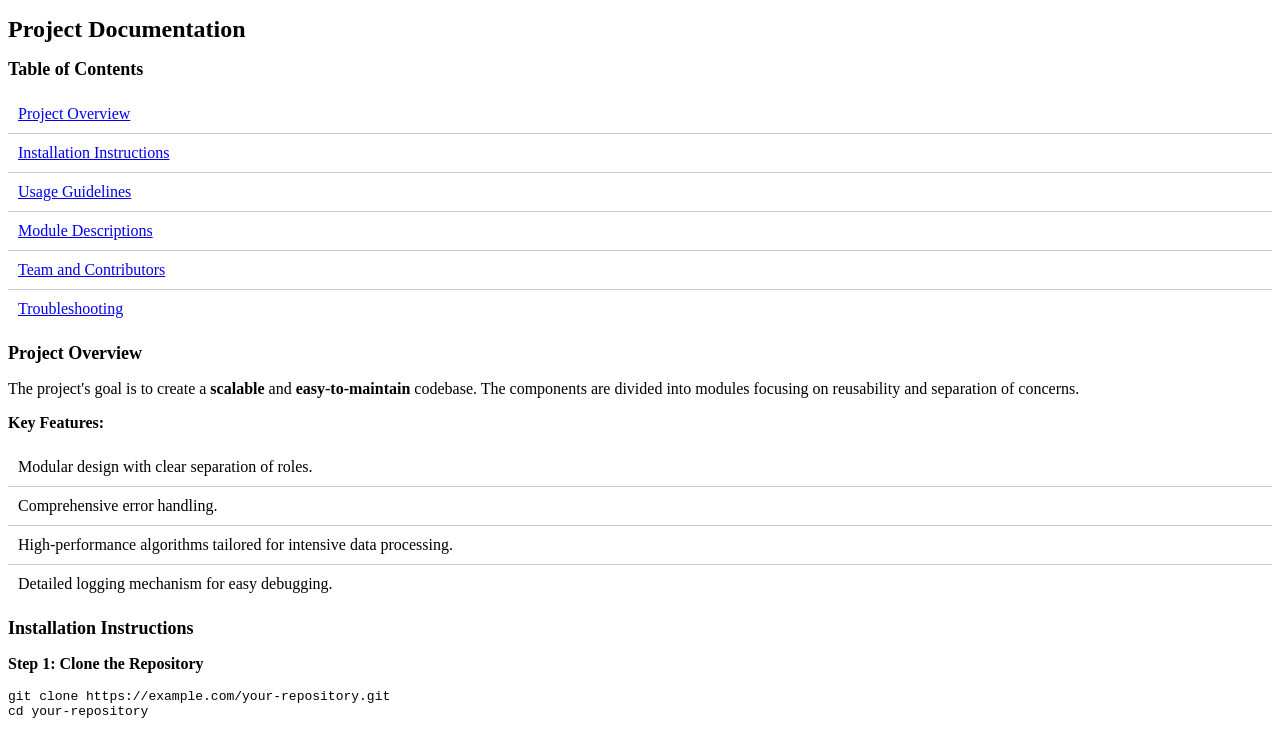 Project Documentation
Table of Contents
Project Overview
Installation Instructions
Usage Guidelines
Module Descriptions
Team and Contributors
Troubleshooting
Project Overview
The project's goal is to create a scalable and easy-to-maintain codebase. The components are divided into modules focusing on reusability and separation of concerns.
Key Features:
Modular design with clear separation of roles.
Comprehensive error handling.
High-performance algorithms tailored for intensive data processing.
Detailed logging mechanism for easy debugging.
Installation Instructions
Step 1: Clone the Repository
git clone https://example.com/your-repository.git
cd your-repository